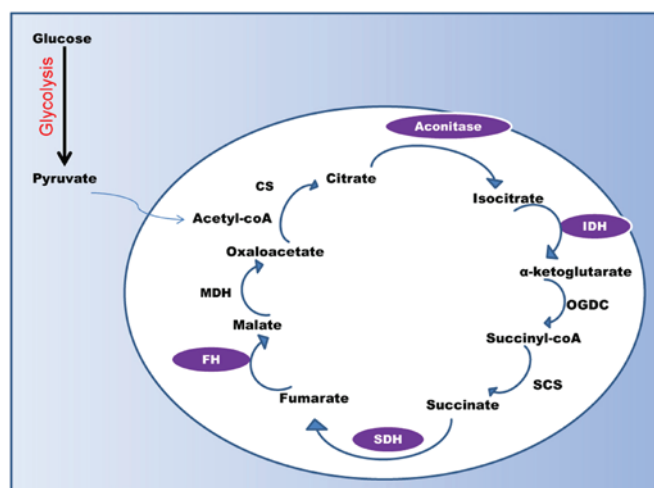 Glucose
Glycolysis
Pyruvate
Acetyl-coA
CS
Citrate
Aconitase
Isocitrate
IDH
α-ketoglutarate
OGDC
Succinyl-coA
SCS
Succinate
SDH
Fumarate
FH
Malate
MDH
Oxaloacetate